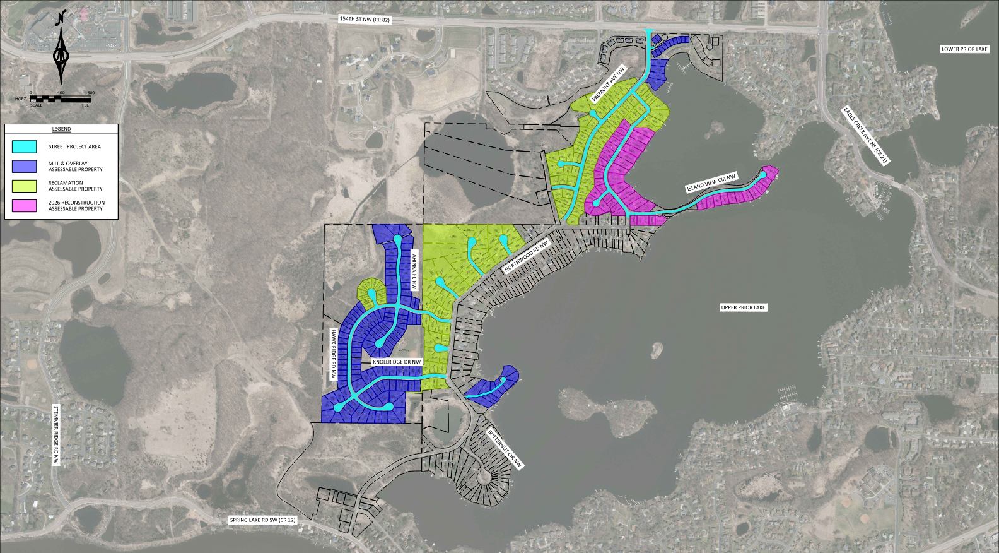 154TH ST NW (CR 82)
N
LOWER PRIOR LAKE
0 400 800
HORZ.
SCALE FEET
FREMONT AVE NW
EAGLE CREEK AVE NE (CR 21)
LEGEND
STREET PROJECT AREA
MILL & OVERLAY
ASSESSABLE PROPERTY
RECLAMATION
ASSESSABLE PROPERTY
2026 RECONSTRUCTION
ASSESSABLE PROPERTY
ISLAND VIEW CIR NW
TAHINKA PL NW
NORTHWOOD RD NW
UPPER PRIOR LAKE
HAWK RIDGE RD NW
KNOLLRIDGE DR NW
STEMMER RIDGE RD NW
BUTTERNUT CIR NW
SPRING LAKE RD SW (CR 12)